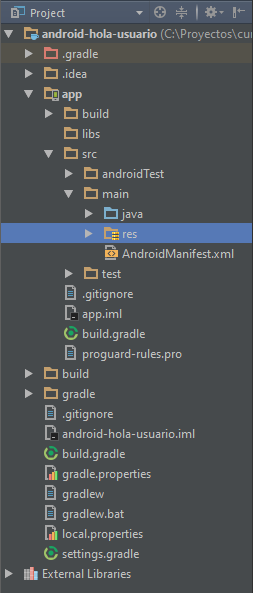 Project
android-hola-usuario (C:\Proyectos\cur
.gradle
.idea
app
build
libs
src
androidTest
main
java
res
AndroidManifest.xml
test
.gitignore
app.iml
build.gradle
proguard-rules.pro
build
gradle
.gitignore
android-hola-usuario.iml
build.gradle
gradle.properties
gradlew
gradlew.bat
local.properties
settings.gradle
External Libraries